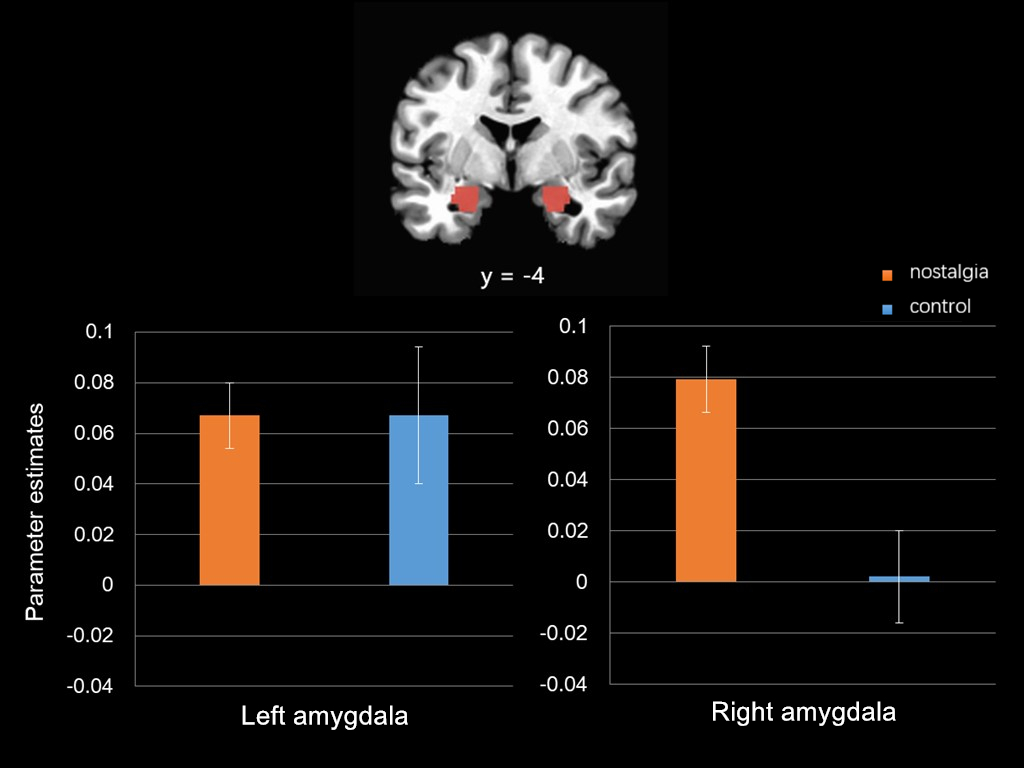 y = -4
nostalgia
control
Parameter estimates
0.1
0.08
0.06
0.04
0.02
0
-0.02
-0.04
Left amygdala
0.1
0.08
0.06
0.04
0.02
0
-0.02
-0.04
Right amygdala